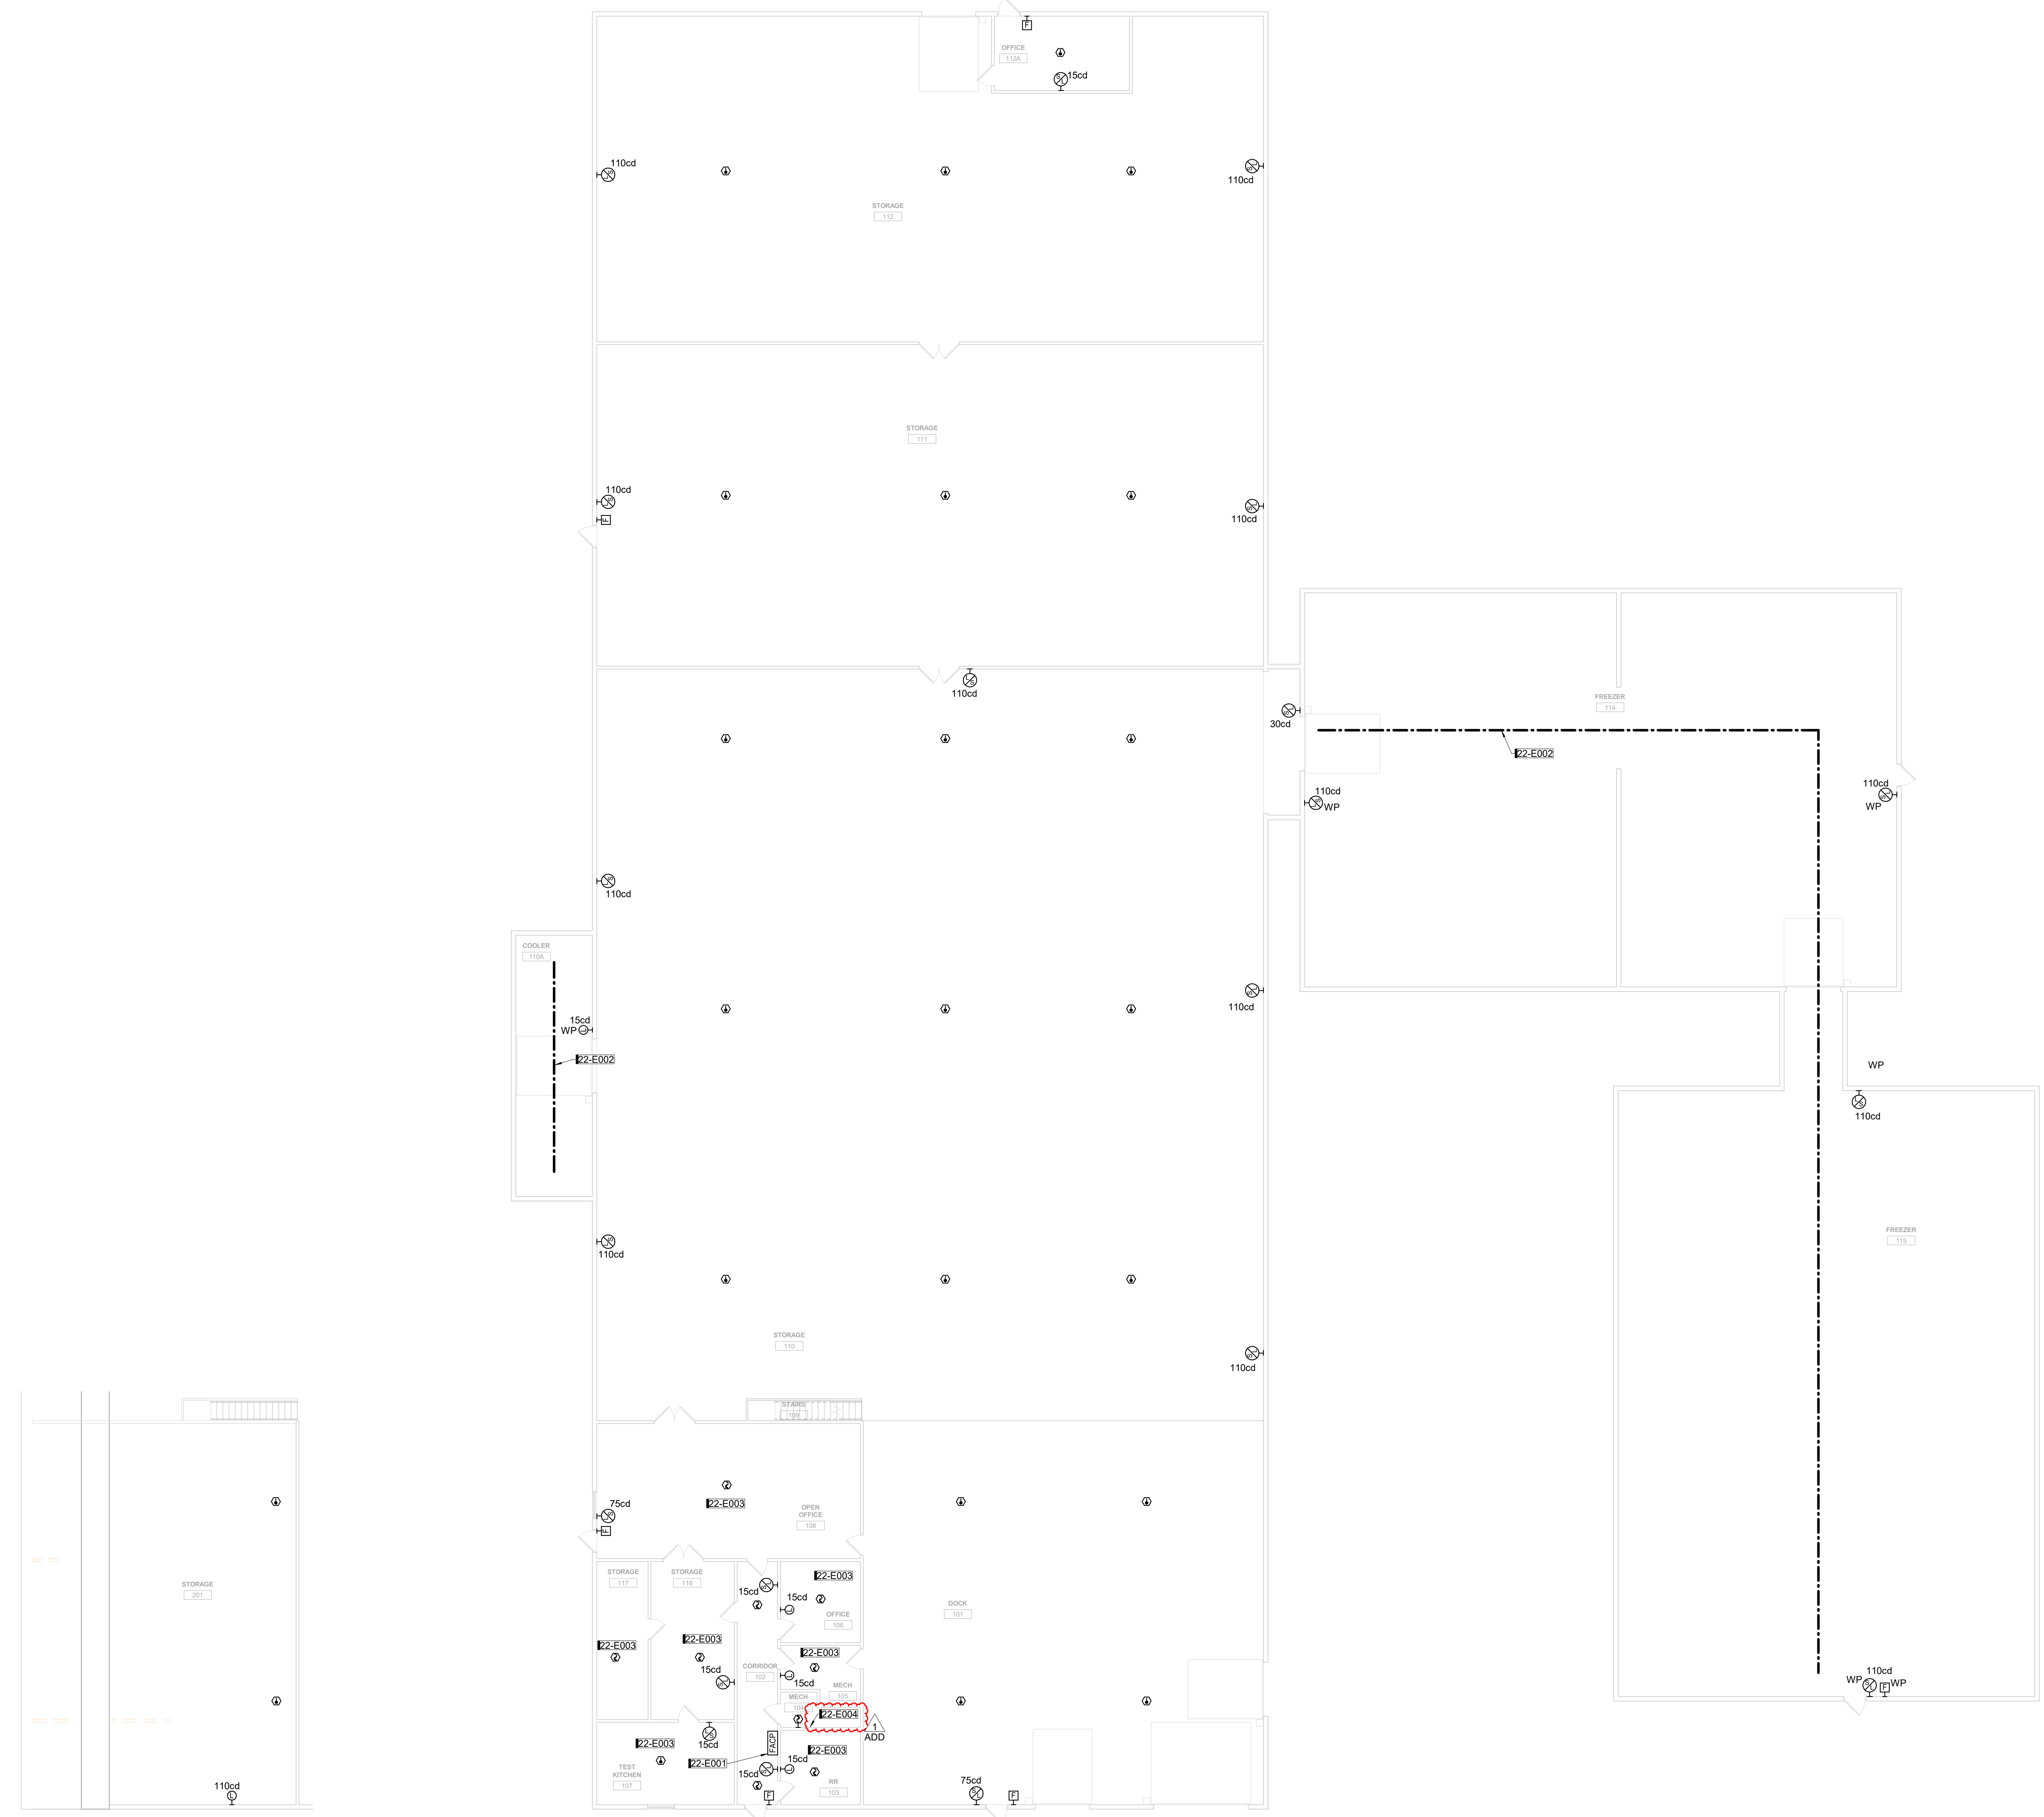 F
OFFICE
112A
S
L
15cd
110cd
S
L
S
L
110cd
STORAGE
112
STORAGE
111
110cd
S
L
F
S
L
110cd
L
S
110cd
S
L
30cd
FREEZER
114
22-E002
110cd
S
L
WP
110cd
S
L
WP
S
L
110cd
COOLER
110A
15cd
WP
L
22-E002
S
L
110cd
WP
L
S
110cd
S
L
110cd
FREEZER
115
STORAGE
110
S
L
110cd
STAIRS
109
75cd
S
L
F
22-E003
OPEN
OFFICE
108
STORAGE
201
STORAGE
117
STORAGE
116
15cd
S
L
22-E003
15cd
L
OFFICE
106
DOCK
101
22-E003
22-E003
22-E003
15cd
S
L
CORRIDOR
102
L
15cd
MECH
105
MECH
104
22-E004
1
ADD
L
S
15cd
22-E003
22-E001
FACP
22-E003
15cd
L
15cd
S
L
TEST
KITCHEN
107
RR
103
F
110cd
L
75cd
S
L
F
110cd
WP
S
L
F
WP